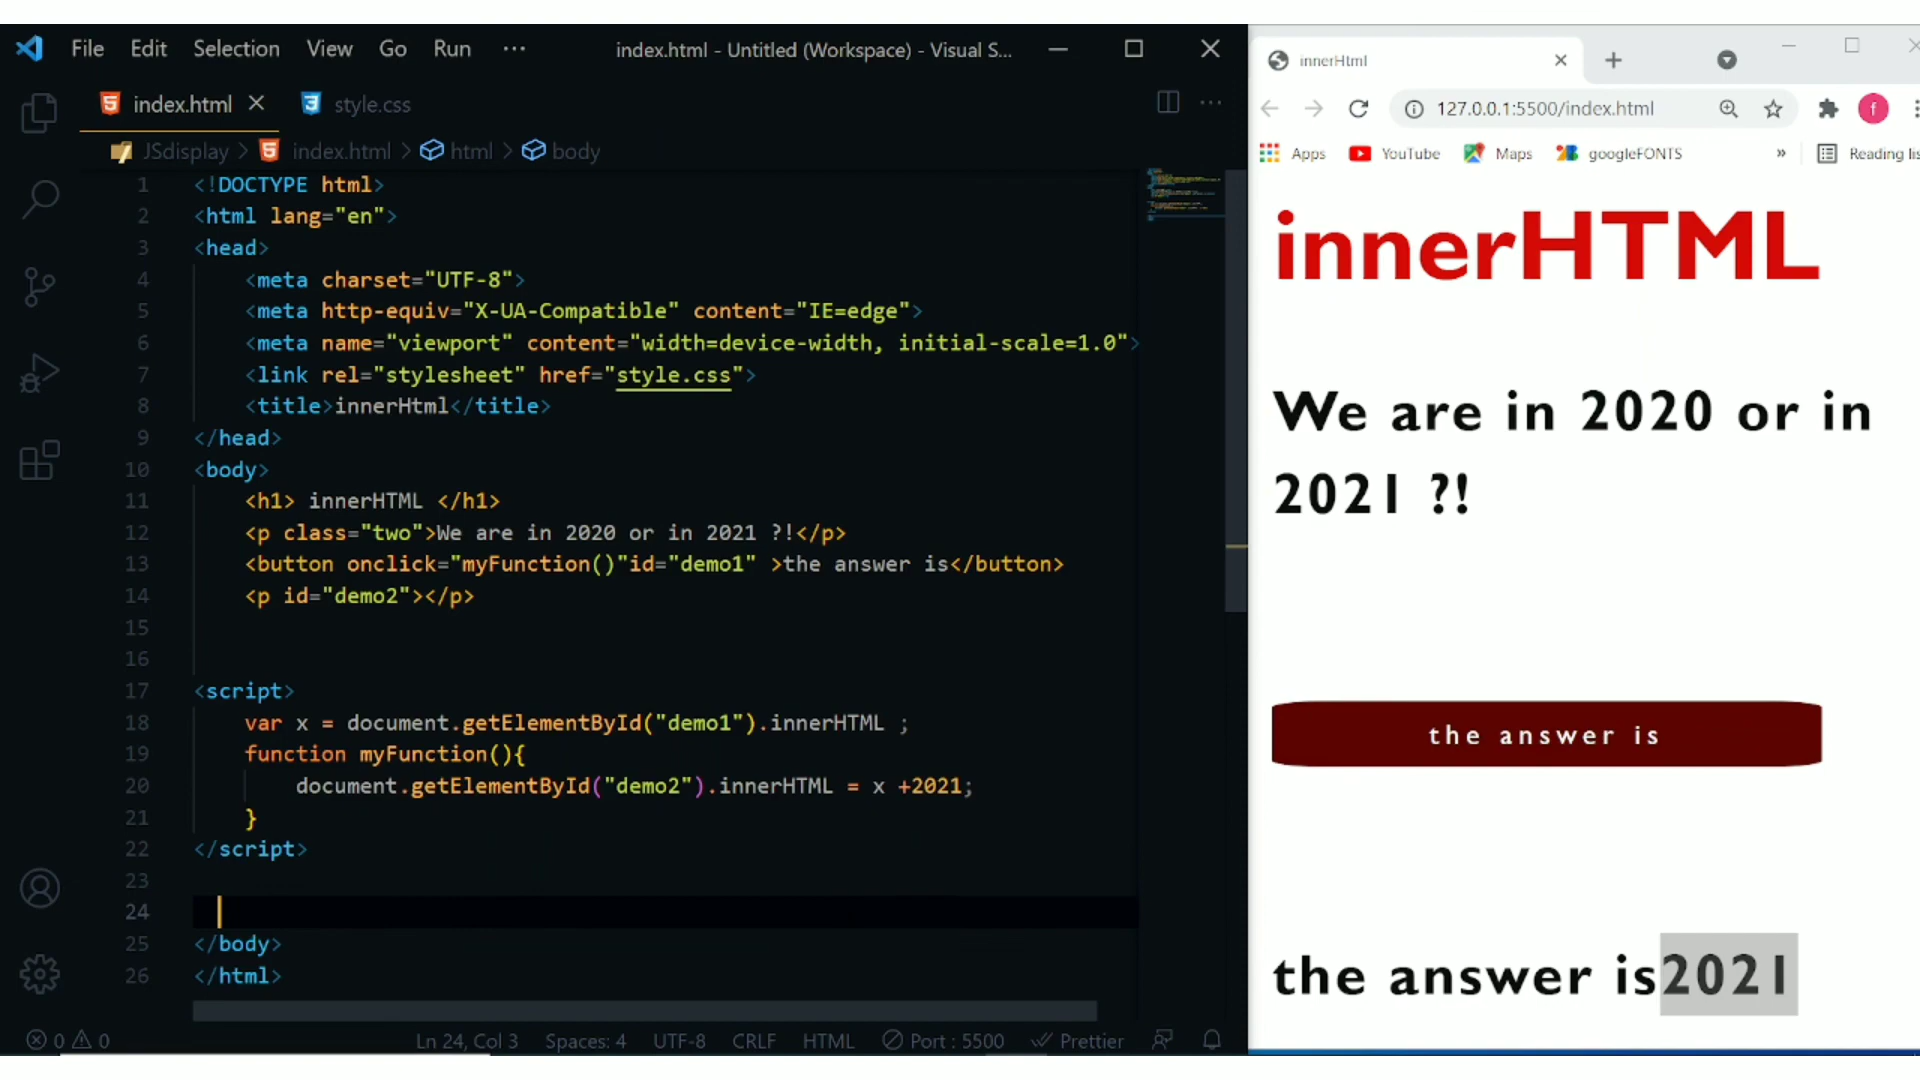 File Edit Selection View Go Run ··· index.html - Untitled (Workspace) - Visual S...
index.html style.css
JSdisplay > index.html > html > body
1 <!DOCTYPE html>
2 <html lang="en">
3 <head>
4 <meta charset="UTF-8">
5 <meta http-equiv="X-UA-Compatible" content="IE=edge">
6 <meta name="viewport" content="width=device-width, initial-scale=1.0">
7 <link rel="stylesheet" href="style.css">
8 <title>innerHtml</title>
9 </head>
10 <body>
11 <h1> innerHTML </h1>
12 <p class="two">We are in 2020 or in 2021 ?!</p>
13 <button onclick="myFunction()"id="demo1" >the answer is</button>
14 <p id="demo2"></p>
15
16
17 <script>
18 var x = document.getElementById("demo1").innerHTML ;
19 function myFunction(){
20 document.getElementById("demo2").innerHTML = x +2021;
21 }
22 </script>
23
24
25 </body>
26 </html>
0 0 Ln 24, Col 3 Spaces: 4 UTF-8 CRLF HTML Port : 5500 Prettier
innerHtml
127.0.0.1:5500/index.html f
Apps YouTube Maps googleFONTS » Reading lis
innerHTML
We are in 2020 or in
2021 ?!
the answer is
the answer is2021